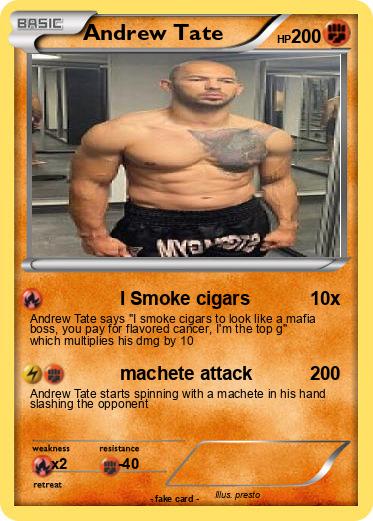 BASIC
Andrew Tate
HP200
I Smoke cigars 10x
Andrew Tate says "I smoke cigars to look like a mafia
boss, you pay for flavored cancer, I'm the top g"
which multiplies his dmg by 10
machete attack 200
Andrew Tate starts spinning with a machete in his hand
slashing the opponent
weakness resistance
x2 -40
retreat
- fake card -
Illus. presto